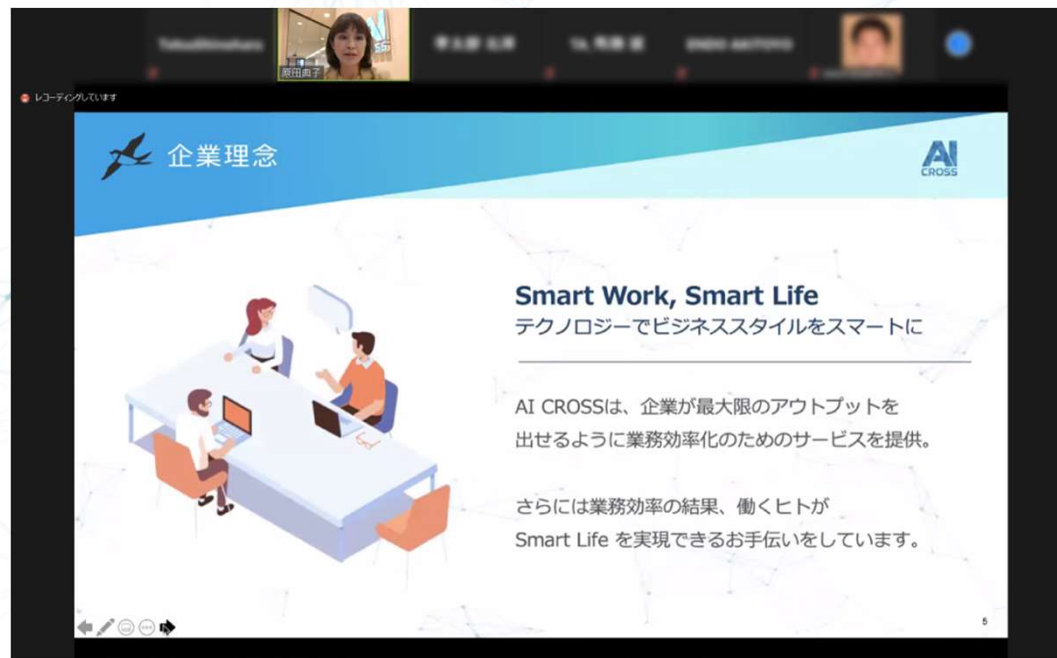 原田典子
レコーディングしています
企業理念
AI
CROSS
Smart Work, Smart Life
テクノロジーでビジネススタイルをスマートに
AI CROSSは、企業が最大限のアウトプットを
出せるように業務効率化のためのサービスを提供。
さらには業務効率の結果、働くヒトが
Smart Life を実現できるお手伝いをしています。
5